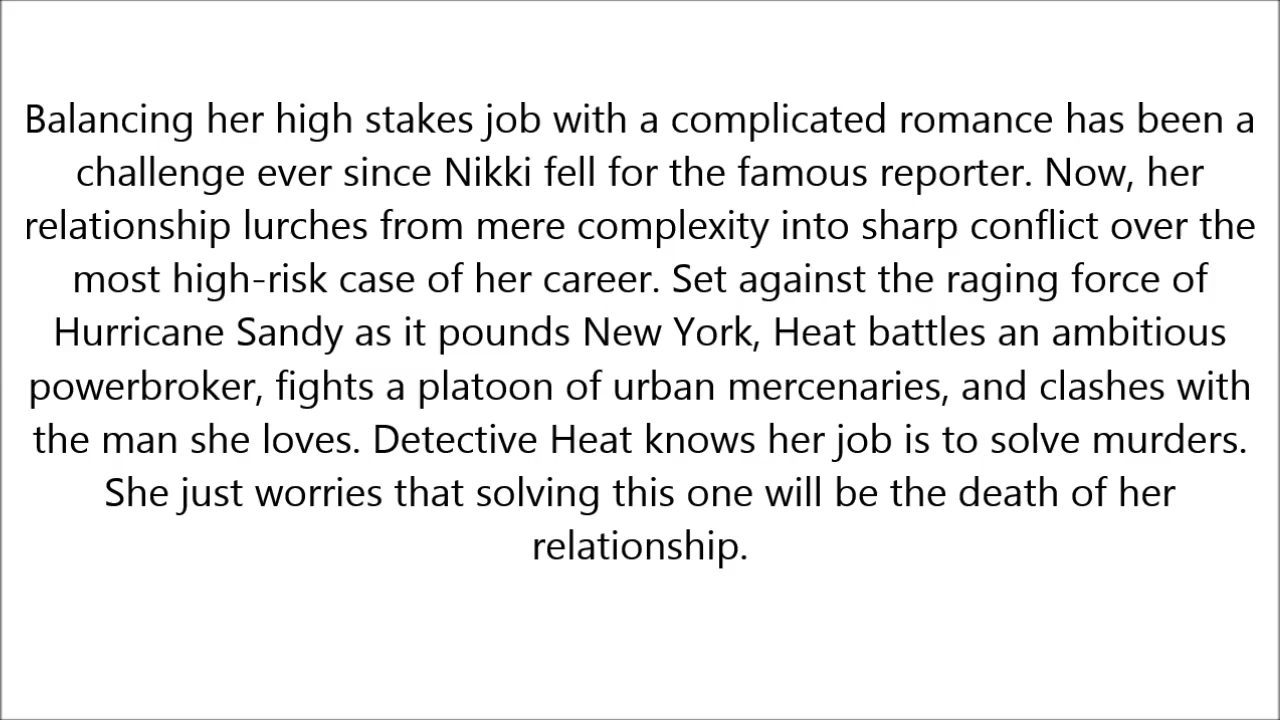 Balancing her high stakes job with a complicated romance has been a
challenge ever since Nikki fell for the famous reporter. Now, her
relationship lurches from mere complexity into sharp conflict over the
most high-risk case of her career. Set against the raging force of
Hurricane Sandy as it pounds New York, Heat battles an ambitious
powerbroker, fights a platoon of urban mercenaries, and clashes with
the man she loves. Detective Heat knows her job is to solve murders.
She just worries that solving this one will be the death of her
relationship.